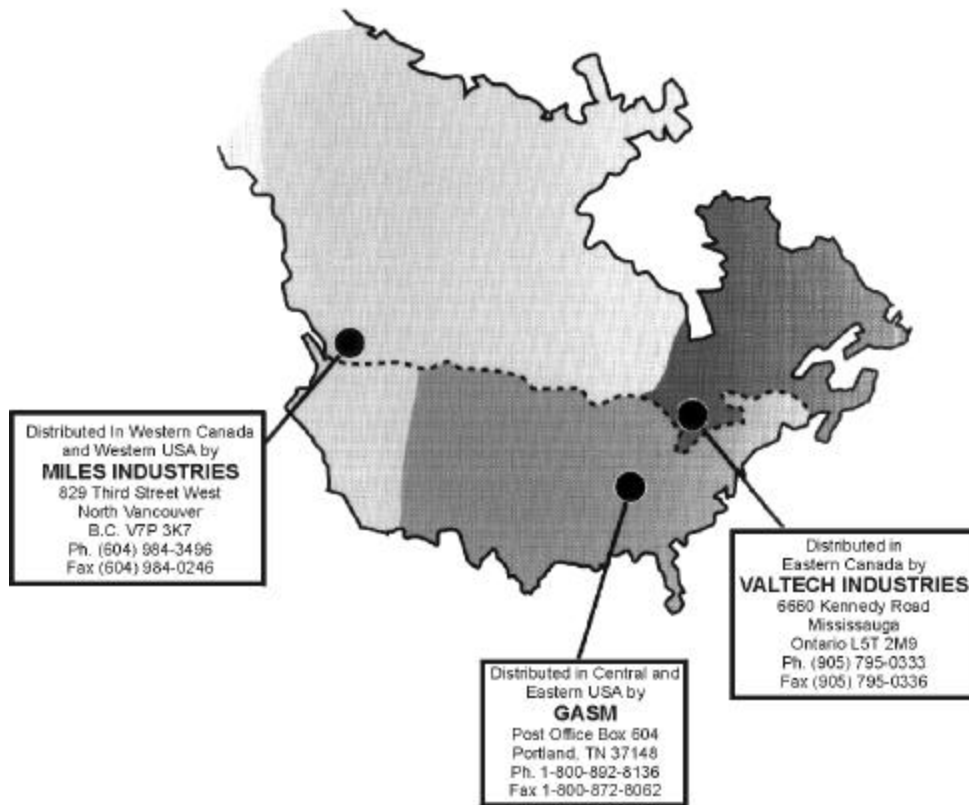 Distributed In Western Canada
and Western USA by
MILES INDUSTRIES
829 Third Street West
North Vancouver
B.C. V7P 3K7
Ph. (604) 984-3496
Fax (604) 984-0246
Distributed in
Eastern Canada by
VALTECH INDUSTRIES
6660 Kennedy Road
Mississauga
Ontario L5T 2M9
Ph. (905) 795-0333
Fax (905) 795-0336
Distributed in Central and
Eastern USA by
GASM
Post Office Box 604
Portland, TN 37148
Ph. 1-800-892-8136
Fax 1-800-872-8062